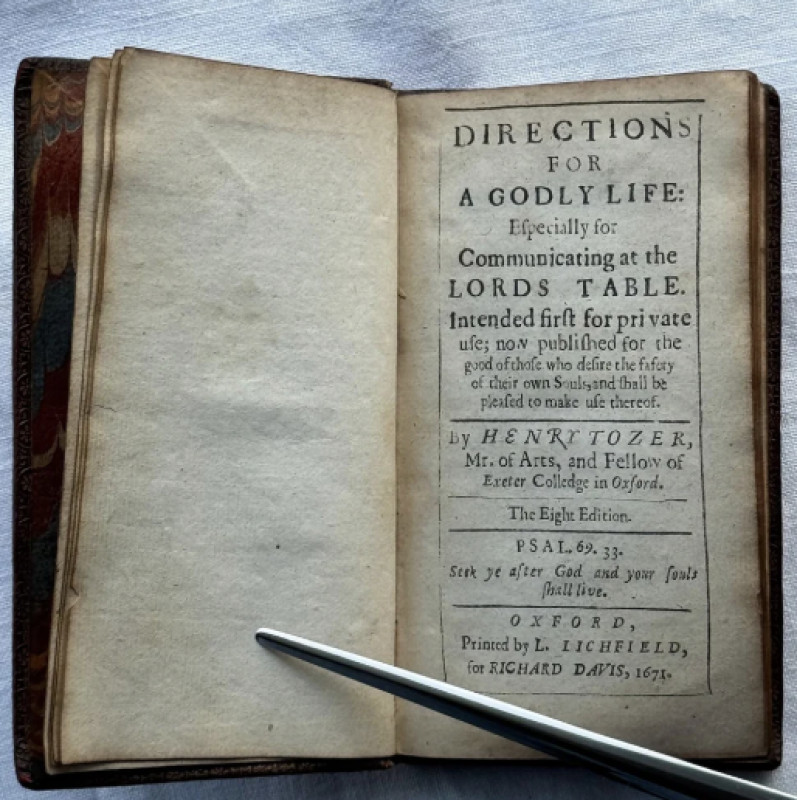 DIRECTIONS
FOR
A GODLY LIFE:
Eſpecially for
Communicating at the
LORDS TABLE.
Intended firſt for private
uſe; now publiſhed for the
good of thoſe who deſire the ſafety
of their own Souls, and ſhall be
pleaſed to make uſe thereof.
By HENRY TOZER,
Mr. of Arts, and Fellow of
Exeter Colledge in Oxford.
The Eight Edition.
PSAL. 69. 33.
Seek ye after God and your ſouls
ſhall live.
OXFORD,
Printed by L. LICHFIELD,
for RICHARD DAVIS, 1671.